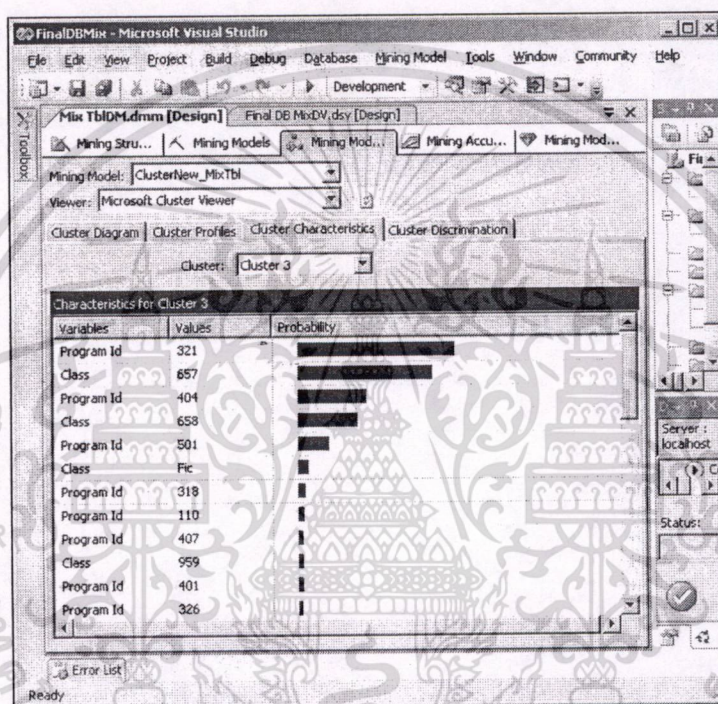 FinalDBMix - Microsoft Visual Studio
File Edit View Project Build Debug Database Mining Model Tools Window Community Help
Development
Toolbox
Mix TblDM.dmm [Design] Final DB MixDV.dsv [Design]
Mining Stru... Mining Models Mining Mod... Mining Accu... Mining Mod...
Mining Model: ClusterNew_MixTbl
Viewer: Microsoft Cluster Viewer
Cluster Diagram Cluster Profiles Cluster Characteristics Cluster Discrimination
Cluster: Cluster 3
Characteristics for Cluster 3
Variables Values Probability
Program Id 321
Class 657
Program Id 404
Class 658
Program Id 501
Class Fic
Program Id 318
Program Id 110
Program Id 407
Class 959
Program Id 401
Program Id 326
Server :
localhost
Status:
Error List
Ready